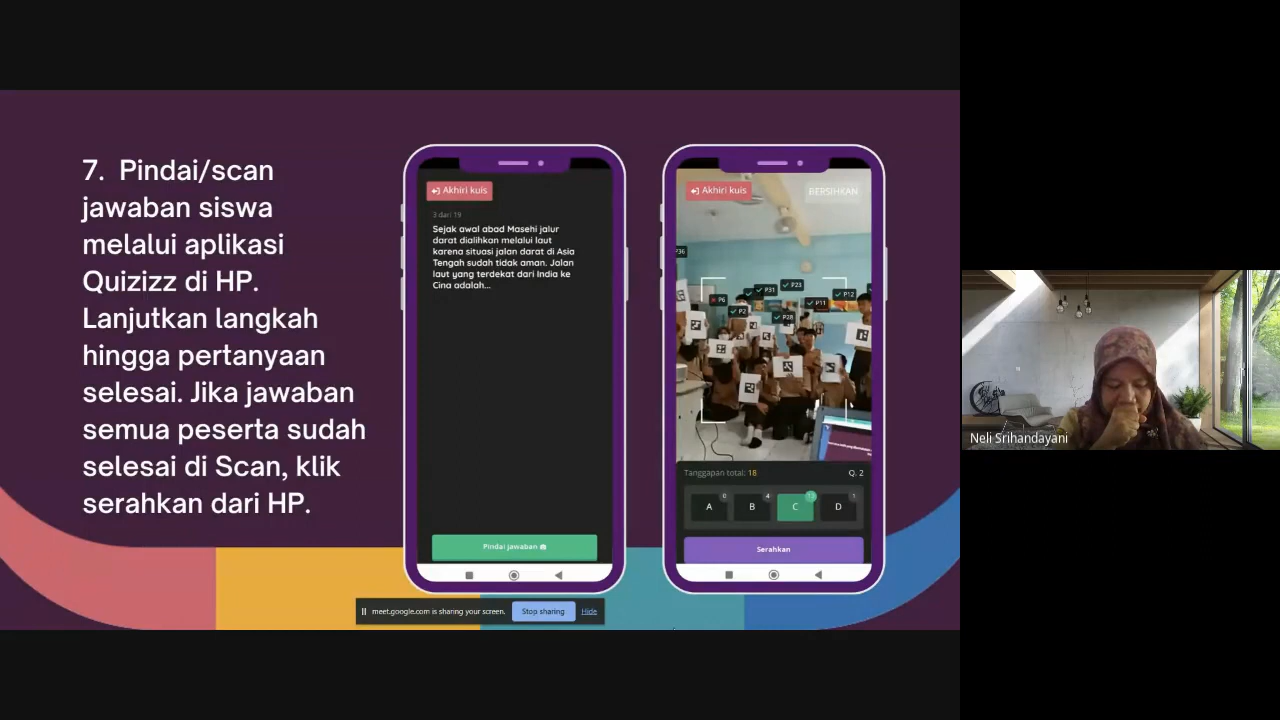 7. Pindai/scan
jawaban siswa
melalui aplikasi
Quizizz di HP.
Lanjutkan langkah
hingga pertanyaan
selesai. Jika jawaban
semua peserta sudah
selesai di Scan, klik
serahkan dari HP.
Akhiri kuis
3 dari 19
Sejak awal abad Masehi jalur
darat dialihkan melalui laut
karena situasi jalan darat di Asia
Tengah sudah tidak aman. Jalan
laut yang terdekat dari India ke
Cina adalah...
Pindai jawaban
Akhiri kuis
BERSIHKAN
P36
P31
P23
P12
P6
P11
P2
P28
Tanggapan total: 18
Q. 2
A 0
B 4
C
D 1
Serahkan
meet.google.com is sharing your screen.
Stop sharing
Hide
Neli Srihandayani